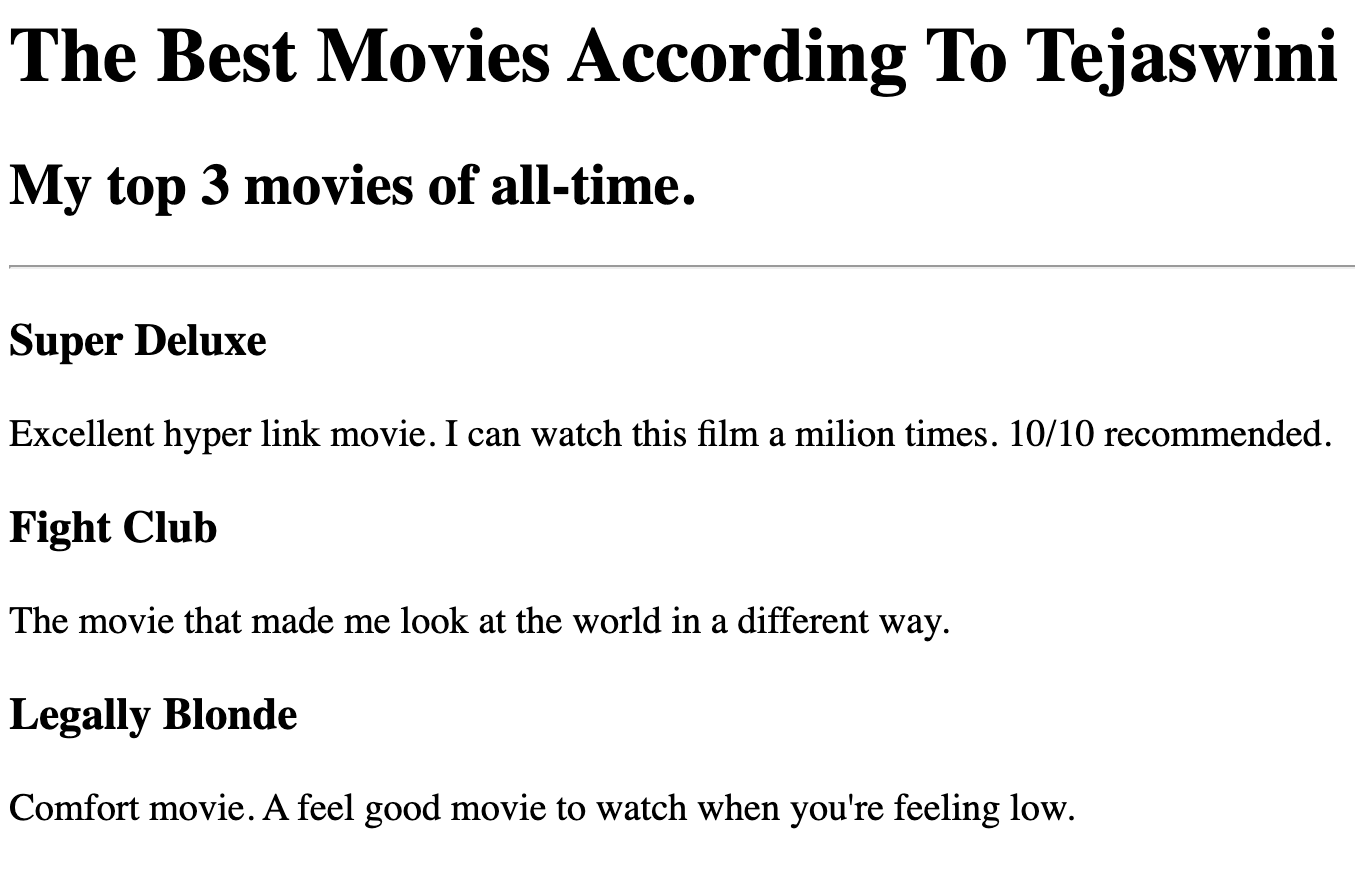 The Best Movies According To Tejaswini
My top 3 movies of all-time.
Super Deluxe
Excellent hyper link movie. I can watch this film a milion times. 10/10 recommended.
Fight Club
The movie that made me look at the world in a different way.
Legally Blonde
Comfort movie. A feel good movie to watch when you're feeling low.